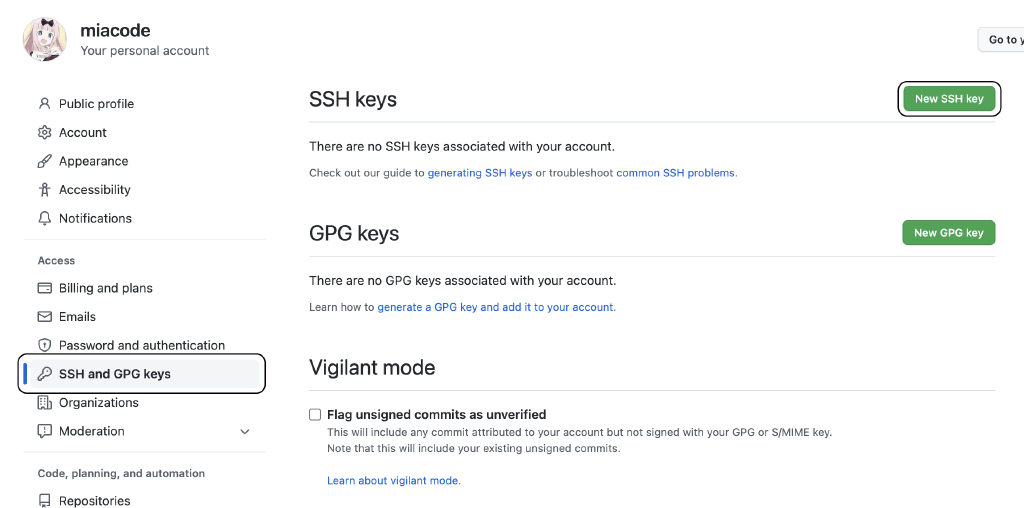 miacode
Your personal account
Go to y
Public profile
Account
Appearance
Accessibility
Notifications
Access
Billing and plans
Emails
Password and authentication
SSH and GPG keys
Organizations
Moderation
Code, planning, and automation
Repositories
SSH keys
New SSH key
There are no SSH keys associated with your account.
Check out our guide to generating SSH keys or troubleshoot common SSH problems.
GPG keys
New GPG key
There are no GPG keys associated with your account.
Learn how to generate a GPG key and add it to your account.
Vigilant mode
Flag unsigned commits as unverified
This will include any commit attributed to your account but not signed with your GPG or S/MIME key.
Note that this will include your existing unsigned commits.
Learn about vigilant mode.